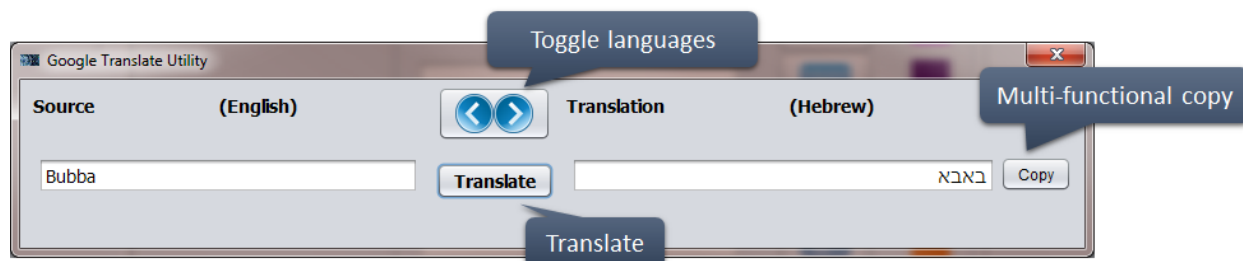 Toggle languages
Google Translate Utility
x
Source (English) Translation (Hebrew)
Multi-functional copy
Bubba Translate באבא Copy
Translate